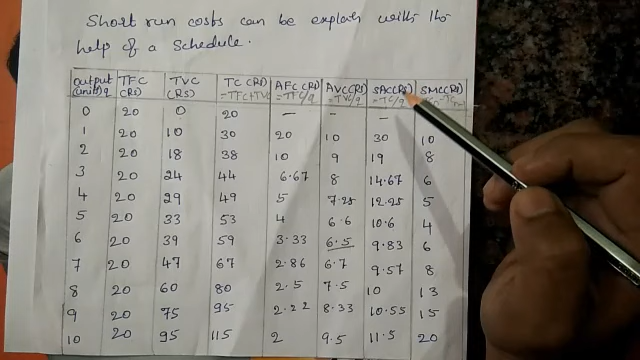 Short run costs can be explain with the
help of a Schedule.
output (units) q TFC (RS) TVC (RS) TC (RS) =TFC+TVC AFC (RS) =TFC/q AVC (RS) =TVC/q SAC (RS) =TC/q SMC (RS)
0 20 0 20 — - —
1 20 10 30 20 10 30 10
2 20 18 38 10 9 19 8
3 20 24 44 6.67 8 14.67 6
4 20 29 49 5 7.25 12.25 5
5 20 33 53 4 6.6 10.6 4
6 20 39 59 3.33 6.5 9.83 6
7 20 47 67 2.86 6.7 9.57 8
8 20 60 80 2.5 7.5 10 13
9 20 75 95 2.22 8.33 10.55 15
10 20 95 115 2 9.5 11.5 20